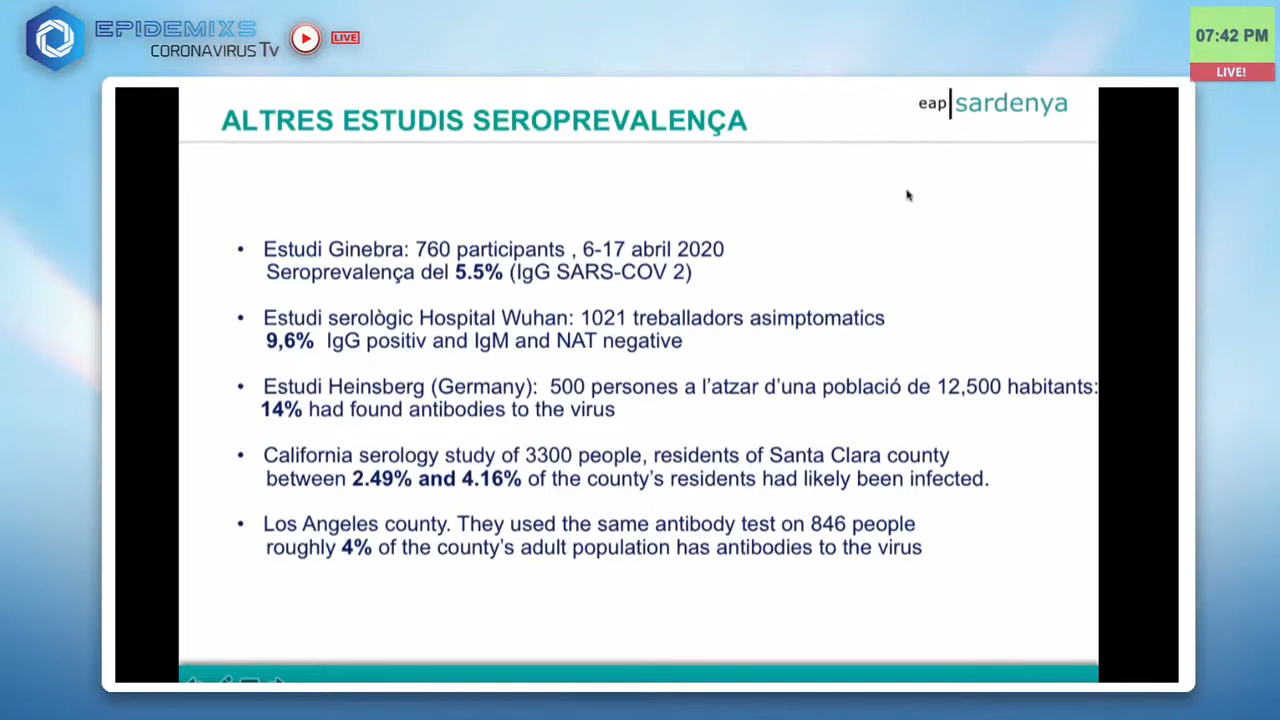 EPIDEMIXS
CORONAVIRUS Tv
LIVE
07:42 PM
LIVE!
eap|sardenya
ALTRES ESTUDIS SEROPREVALENÇA
• Estudi Ginebra: 760 participants , 6-17 abril 2020
Seroprevalença del 5.5% (IgG SARS-COV 2)
• Estudi serològic Hospital Wuhan: 1021 treballadors asimptomatics
9,6% IgG positiv and IgM and NAT negative
• Estudi Heinsberg (Germany): 500 persones a l’atzar d’una població de 12,500 habitants:
14% had found antibodies to the virus
• California serology study of 3300 people, residents of Santa Clara county
between 2.49% and 4.16% of the county’s residents had likely been infected.
• Los Angeles county. They used the same antibody test on 846 people
roughly 4% of the county’s adult population has antibodies to the virus